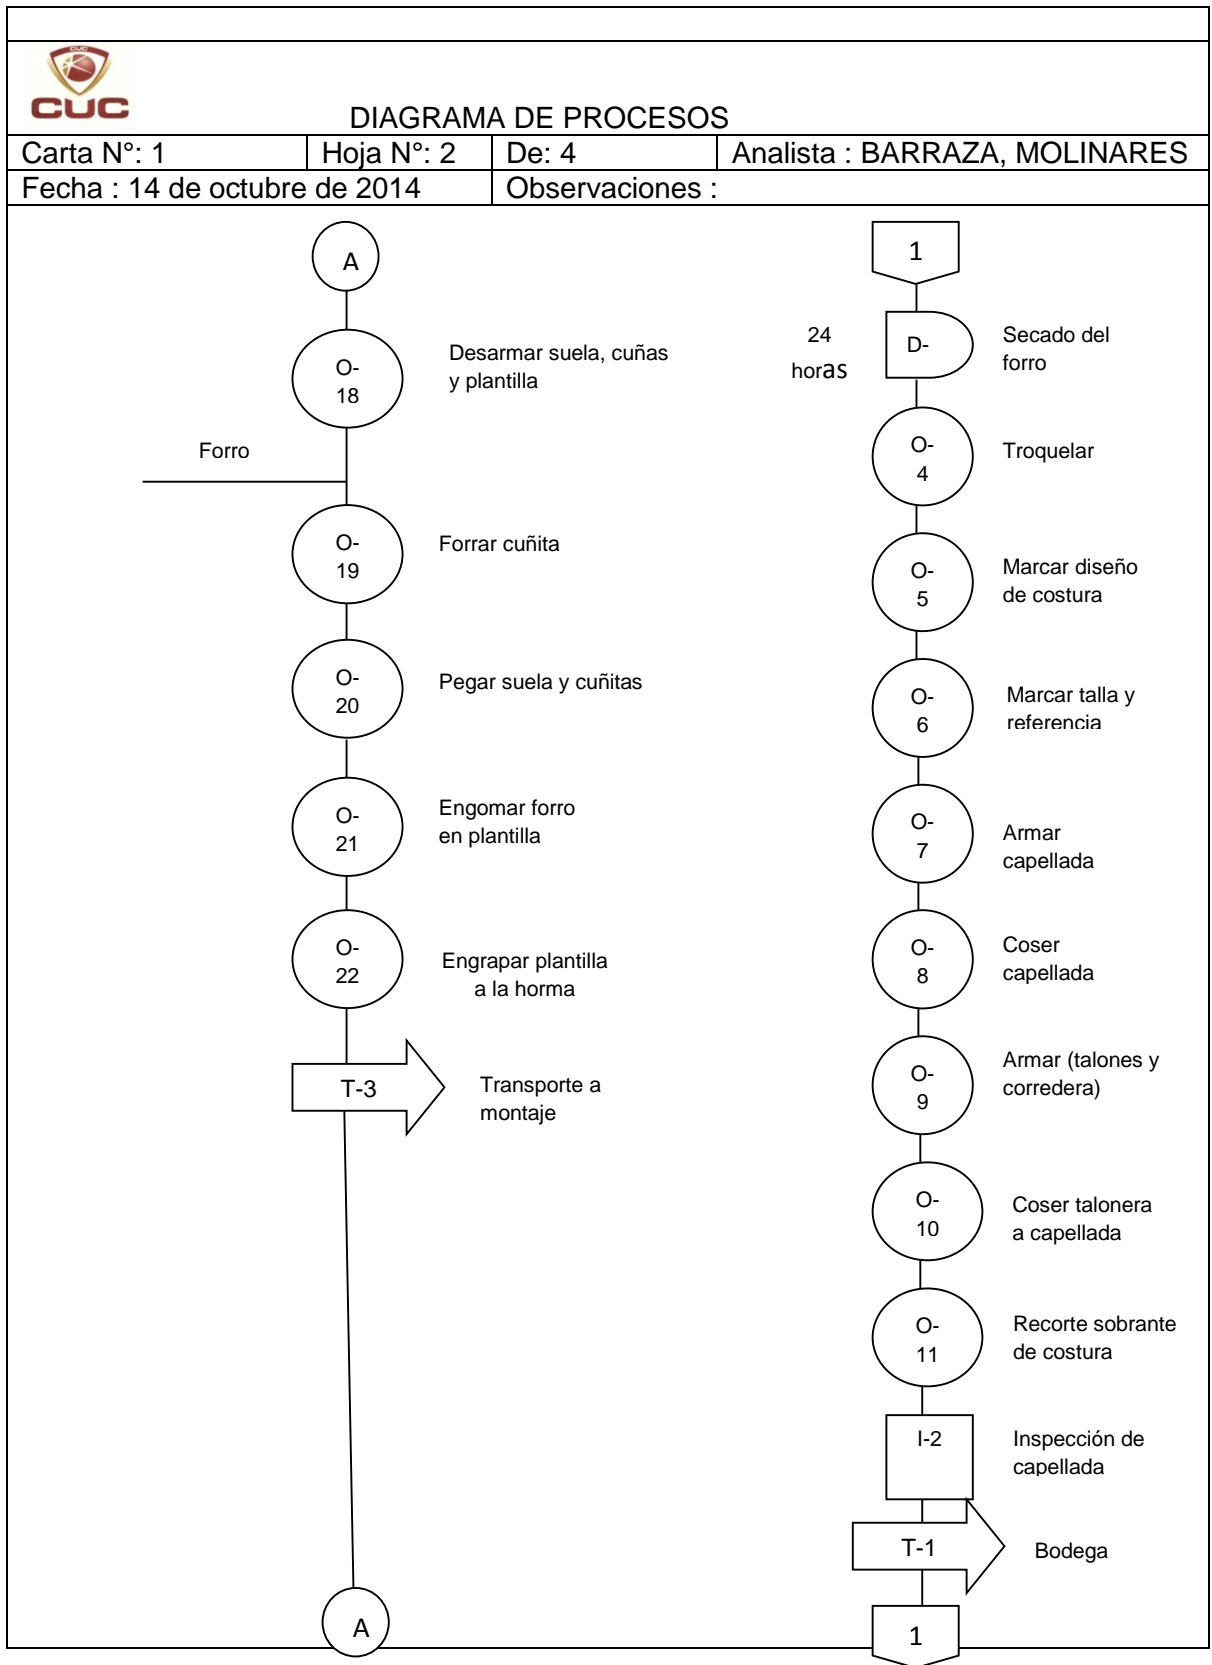 CUC
CUC
DIAGRAMA DE PROCESOS
Carta N°: 1
Hoja N°: 2
De: 4
Analista : BARRAZA, MOLINARES
Fecha : 14 de octubre de 2014
Observaciones :
A
O-
18
Desarmar suela, cuñas
y plantilla
Forro
O-
19
Forrar cuñita
O-
20
Pegar suela y cuñitas
O-
21
Engomar forro
en plantilla
O-
22
Engrapar plantilla
a la horma
T-3
Transporte a
montaje
A
1
24
horas
D-
Secado del
forro
O-
4
Troquelar
O-
5
Marcar diseño
de costura
O-
6
Marcar talla y
referencia
O-
7
Armar
capellada
O-
8
Coser
capellada
O-
9
Armar (talones y
corredera)
O-
10
Coser talonera
a capellada
O-
11
Recorte sobrante
de costura
I-2
Inspección de
capellada
T-1
Bodega
1